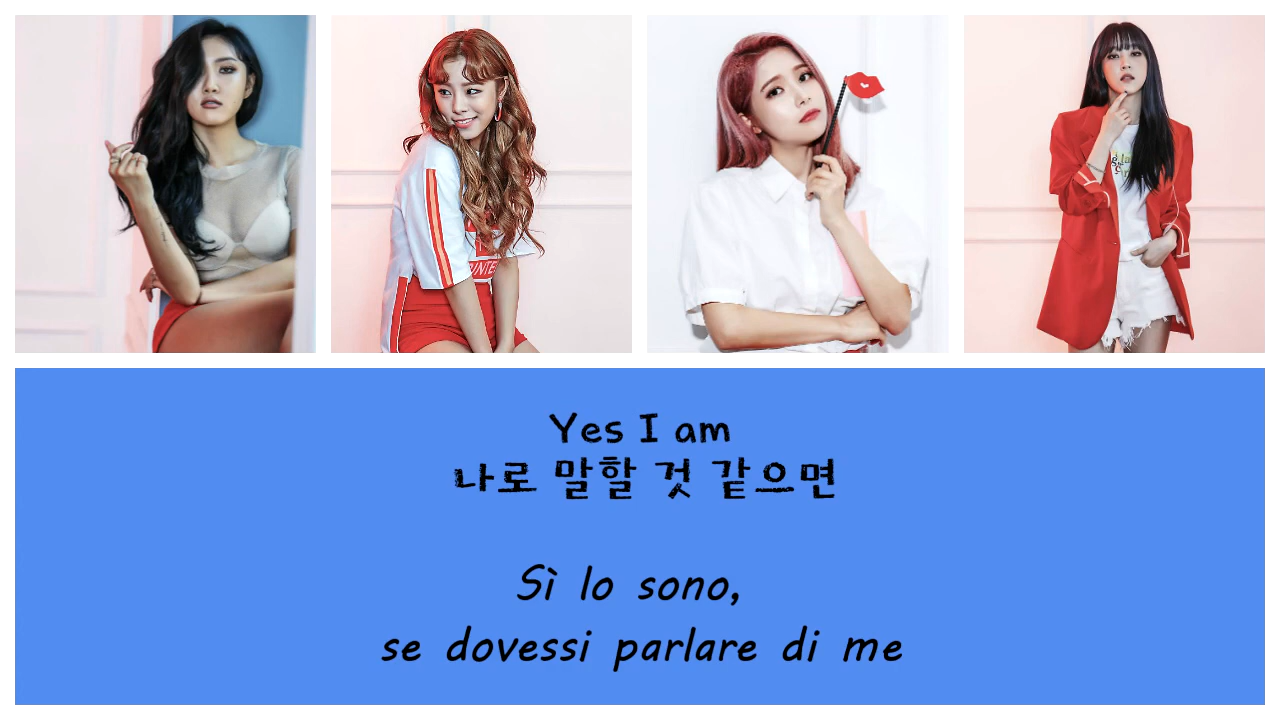 Yes I am
나로 말할 것 같으면
Sì lo sono,
se dovessi parlare di me